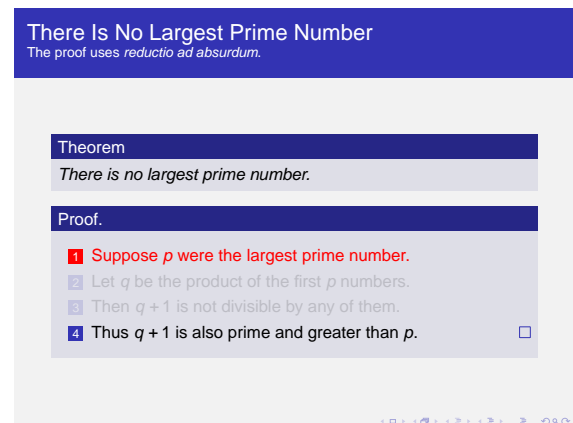 There Is No Largest Prime Number
The proof uses reductio ad absurdum.
Theorem
There is no largest prime number.
Proof.
1 Suppose p were the largest prime number.
2 Let q be the product of the first p numbers.
3 Then q + 1 is not divisible by any of them.
4 Thus q + 1 is also prime and greater than p.